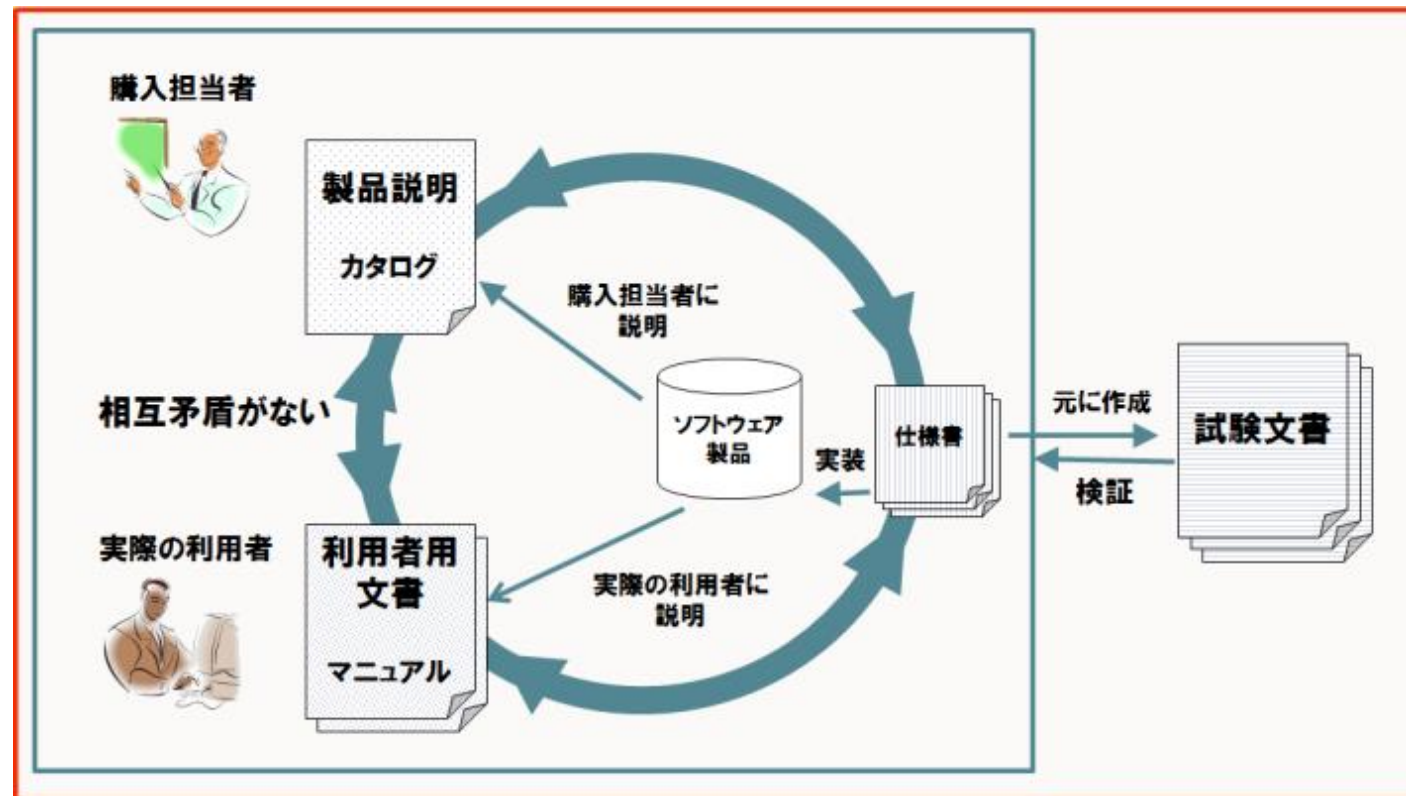 購入担当者
製品説明
カタログ
購入担当者に
説明
相互矛盾がない
ソフトウェア
製品
実装
仕様書
元に作成
検証
試験文書
実際の利用者
利用者用
文書
マニュアル
実際の利用者に
説明